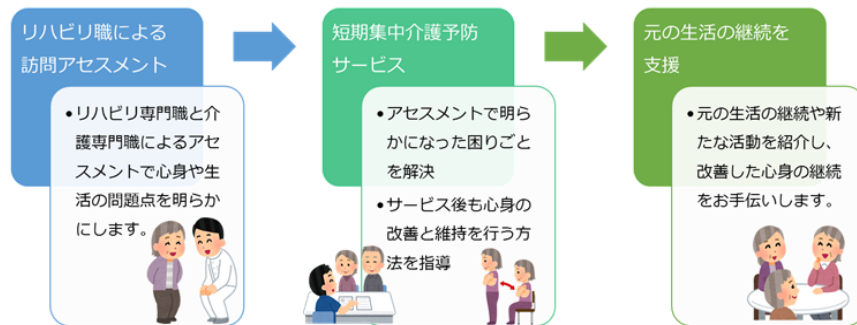 リハビリ職による
訪問アセスメント
•リハビリ専門職と介
護専門職によるアセ
スメントで心身や生
活の問題点を明らか
にします。
短期集中介護予防
サービス
•アセスメントで明ら
かになった困りごと
を解決
•サービス後も心身の
改善と維持を行う方
法を指導
元の生活の継続を
支援
•元の生活の継続や新
たな活動を紹介し、
改善した心身の継続
をお手伝いします。